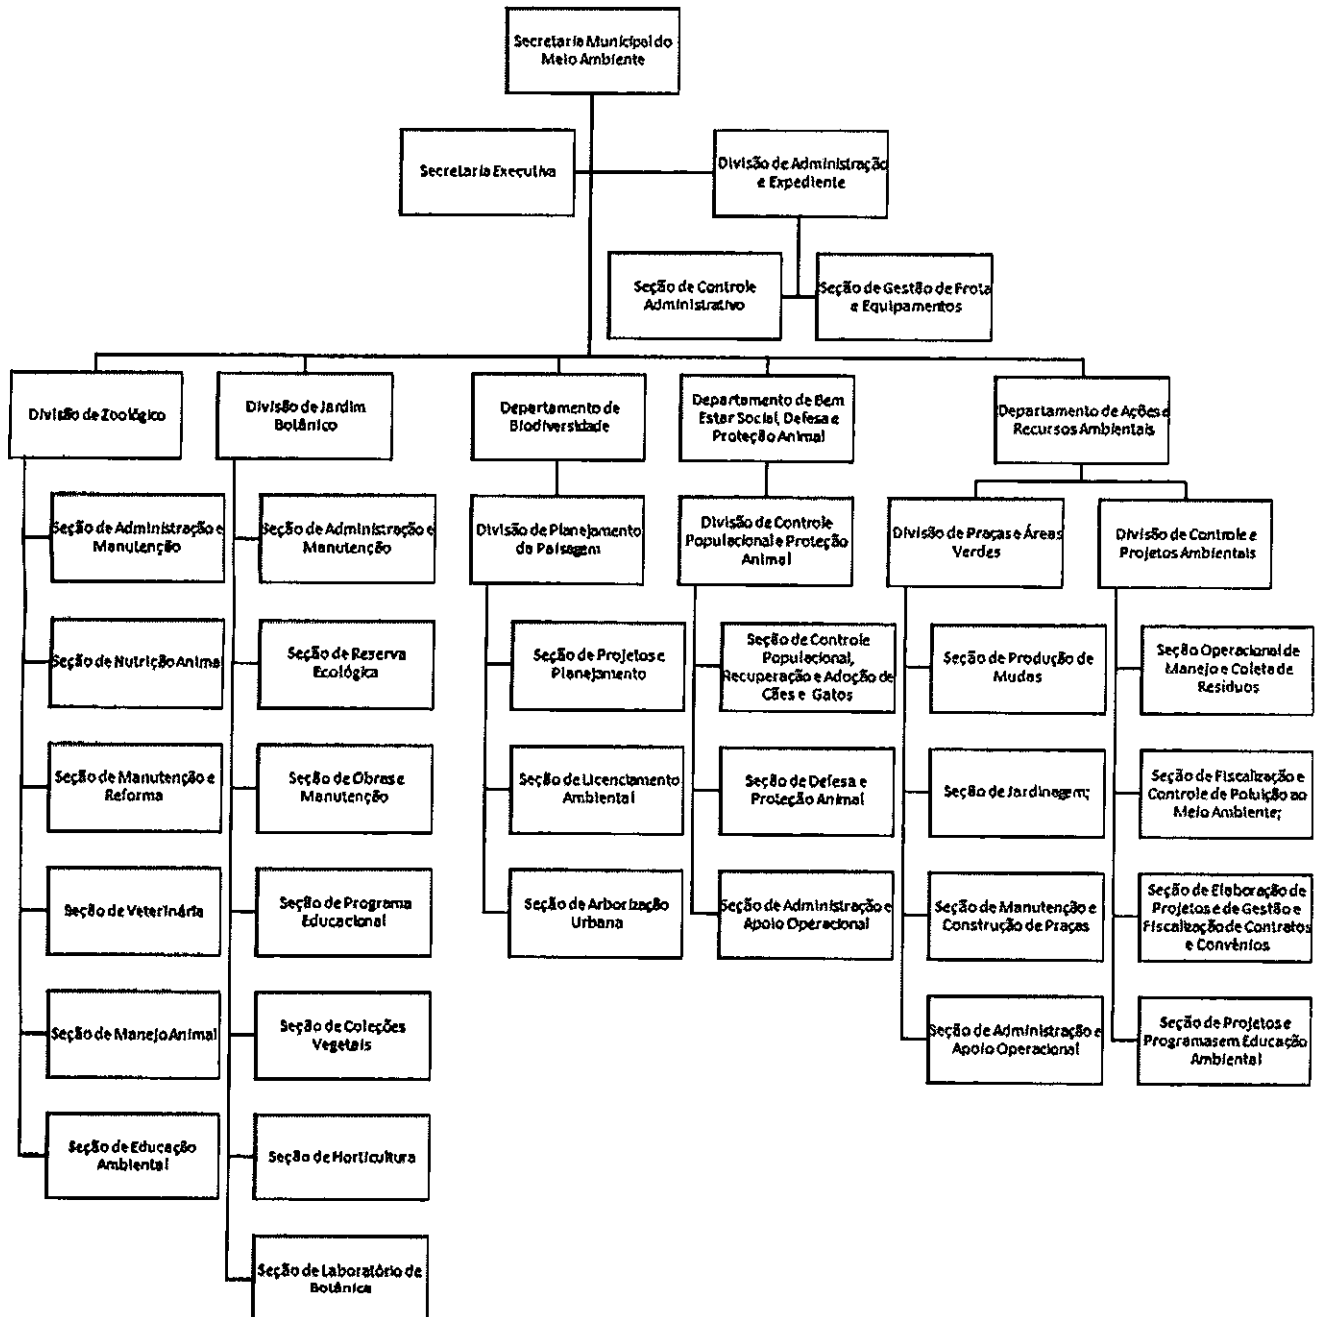 Secretaria Municipal do
Meio Ambiente
Secretaria Executiva
Divisão de Administração
e Expediente
Seção de Controle
Administrativo
Seção de Gestão de Frota
e Equipamentos
Divisão de Zoológico
Divisão de Jardim
Botânico
Departamento de
Biodiversidade
Departamento de Bem
Estar Social, Defesa e
Proteção Animal
Departamento de Ações e
Recursos Ambientais
Seção de Administração e
Manutenção
Seção de Nutrição Animal
Seção de Manutenção e
Reforma
Seção de Veterinária
Seção de Manejo Animal
Seção de Educação
Ambiental
Seção de Administração e
Manutenção
Seção de Reserva
Ecológica
Seção de Obras e
Manutenção
Seção de Programa
Educacional
Seção de Coleções
Vegetais
Seção de Horticultura
Seção de Laboratório de
Botânica
Divisão de Planejamento
da Paisagem
Seção de Projetos e
Planejamento
Seção de Licenciamento
Ambiental
Seção de Arborização
Urbana
Divisão de Controle
Populacional e Proteção
Animal
Seção de Controle
Populacional,
Recuperação e Adoção de
Cães e Gatos
Seção de Defesa e
Proteção Animal
Seção de Administração e
Apoio Operacional
Divisão de Praças e Áreas
Verdes
Seção de Produção de
Mudas
Seção de Jardinagem;
Seção de Manutenção e
Construção de Praças
Seção de Administração e
Apoio Operacional
Divisão de Controle e
Projetos Ambientais
Seção Operacional de
Manejo e Coleta de
Resíduos
Seção de Fiscalização e
Controle de Poluição ao
Meio Ambiente;
Seção de Elaboração de
Projetos e de Gestão e
Fiscalização de Contratos
e Convênios
Seção de Projetos e
Programas em Educação
Ambiental